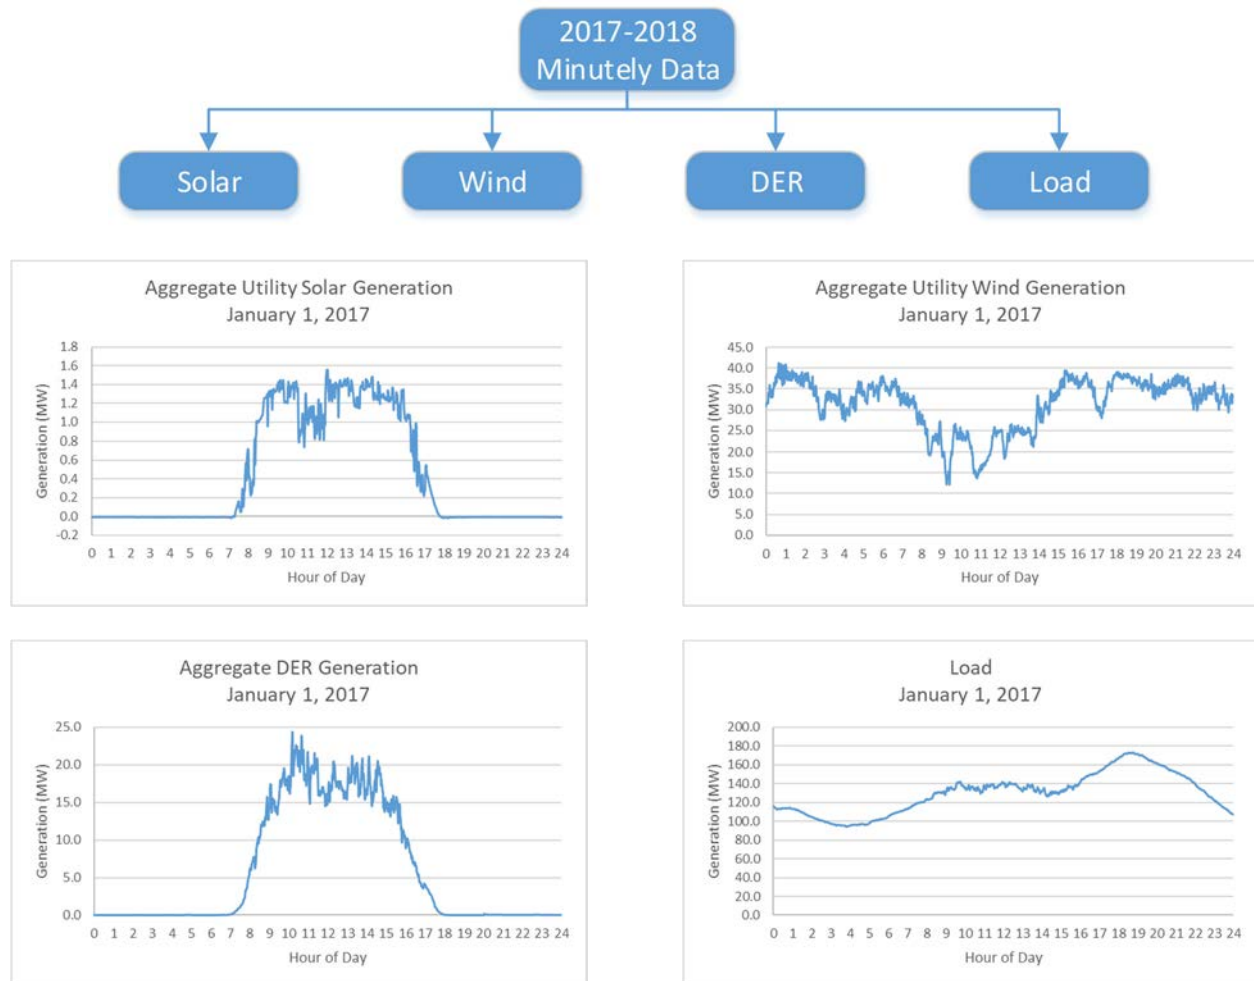 2017-2018
Minutely Data
Solar
Wind
DER
Load
Aggregate Utility Solar Generation
January 1, 2017
Generation (MW)
1.8
1.6
1.4
1.2
1.0
0.8
0.6
0.4
0.2
0.0
-0.2
0 1 2 3 4 5 6 7 8 9 10 11 12 13 14 15 16 17 18 19 20 21 22 23 24
Hour of Day
Aggregate Utility Wind Generation
January 1, 2017
Generation (MW)
45.0
40.0
35.0
30.0
25.0
20.0
15.0
10.0
5.0
0.0
0 1 2 3 4 5 6 7 8 9 10 11 12 13 14 15 16 17 18 19 20 21 22 23 24
Hour of Day
Aggregate DER Generation
January 1, 2017
Generation (MW)
25.0
20.0
15.0
10.0
5.0
0.0
0 1 2 3 4 5 6 7 8 9 10 11 12 13 14 15 16 17 18 19 20 21 22 23 24
Hour of Day
Load
January 1, 2017
Generation (MW)
200.0
180.0
160.0
140.0
120.0
100.0
80.0
60.0
40.0
20.0
0.0
0 1 2 3 4 5 6 7 8 9 10 11 12 13 14 15 16 17 18 19 20 21 22 23 24
Hour of Day